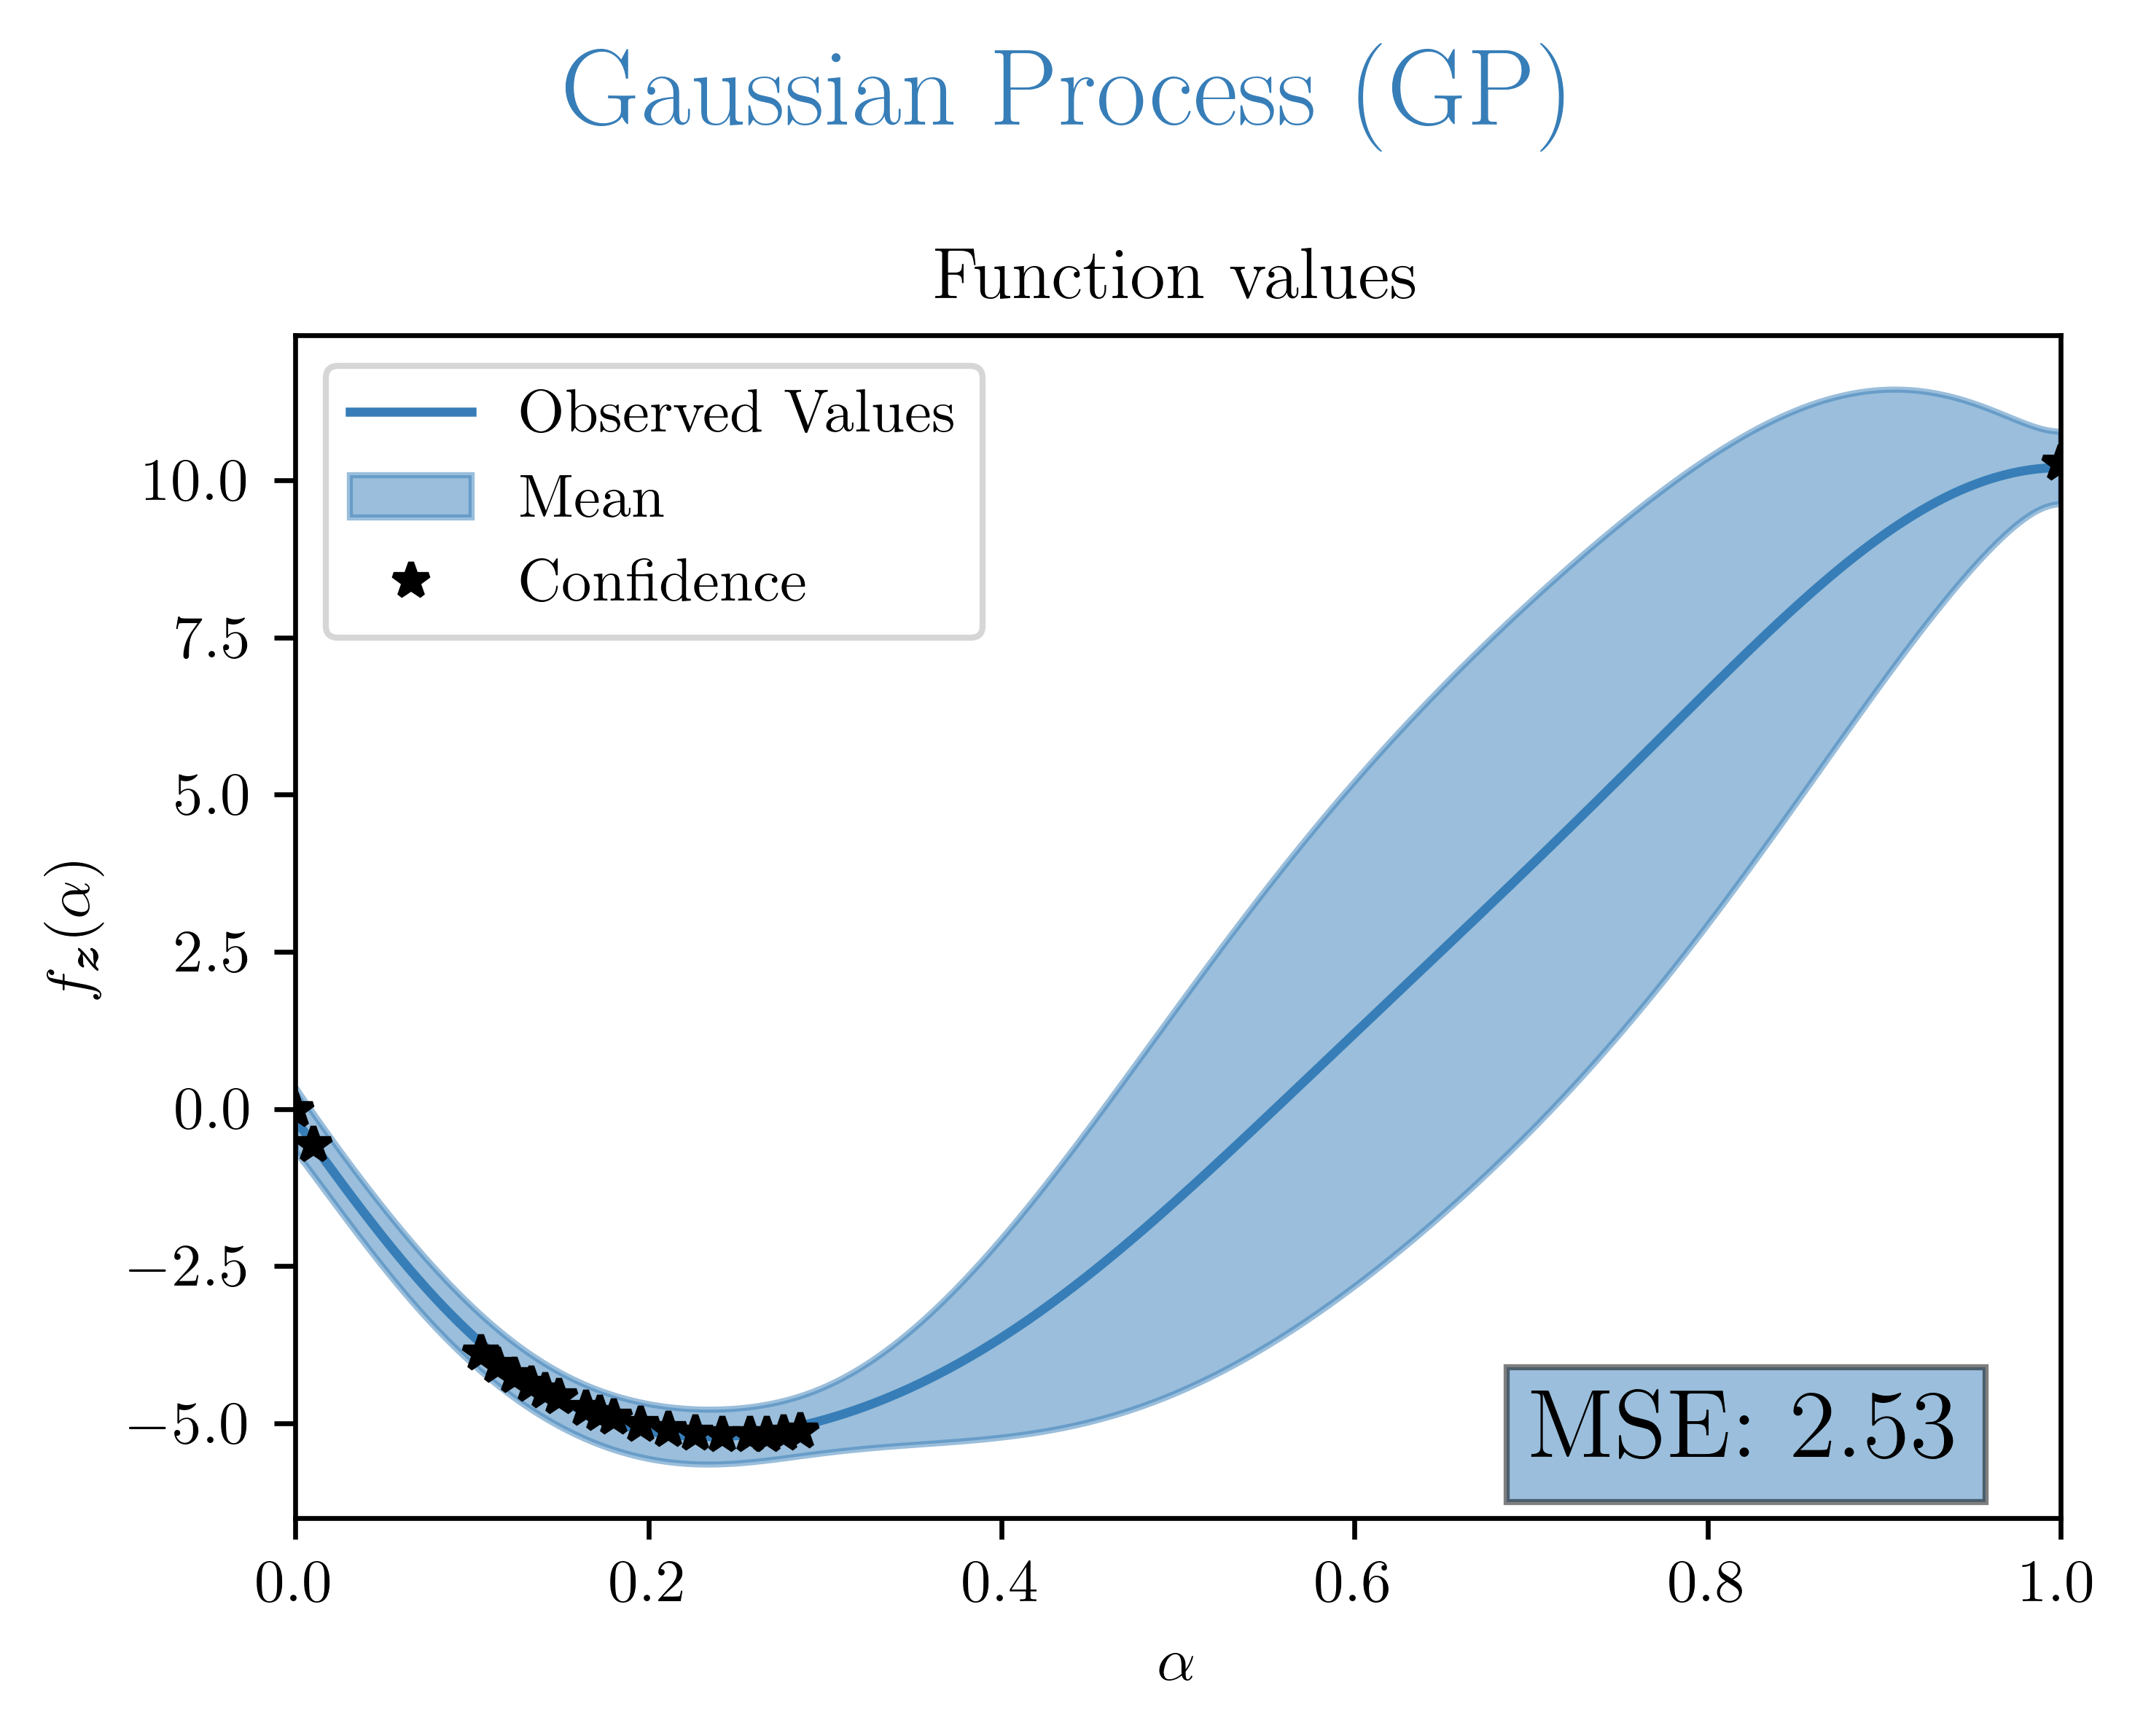 Gaussian Process (GP)
Function values
Observed Values
Mean
Confidence
10.0
7.5
5.0
2.5
0.0
−2.5
−5.0
f_z(α)
MSE: 2.53
0.0 0.2 0.4 0.6 0.8 1.0
α